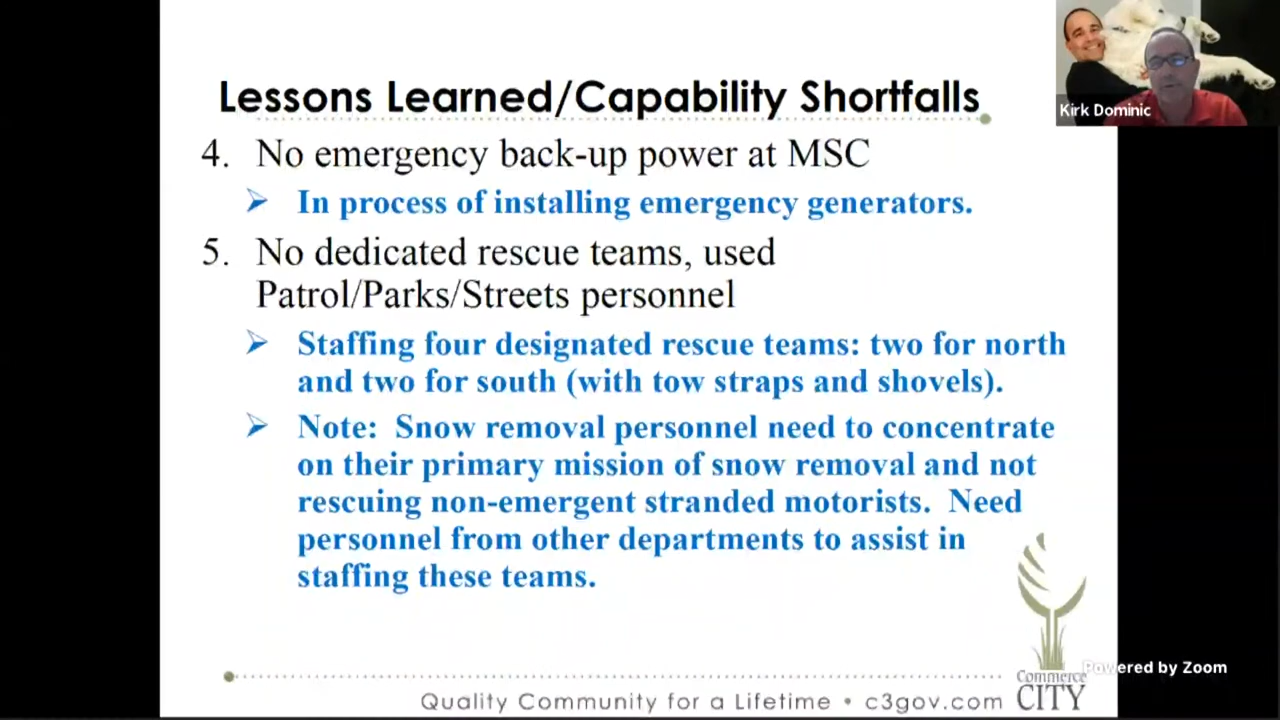 Lessons Learned/Capability Shortfalls
Kirk Dominic
4. No emergency back-up power at MSC
➢ In process of installing emergency generators.
5. No dedicated rescue teams, used
Patrol/Parks/Streets personnel
➢ Staffing four designated rescue teams: two for north
and two for south (with tow straps and shovels).
➢ Note: Snow removal personnel need to concentrate
on their primary mission of snow removal and not
rescuing non-emergent stranded motorists. Need
personnel from other departments to assist in
staffing these teams.
Powered by Zoom
Quality Community for a Lifetime • c3gov.com
Commerce
CITY